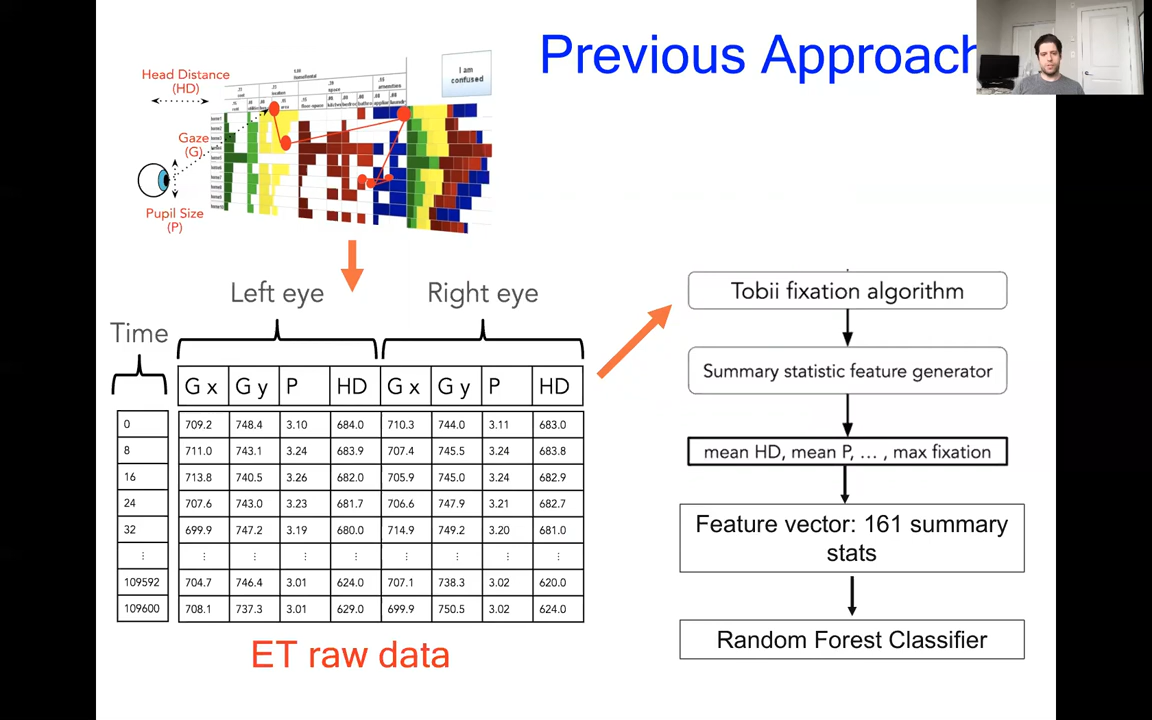 Previous Approach
Head Distance
(HD)
Gaze
(G)
Pupil Size
(P)
I am
confused
Left eye
Right eye
Time
G x G y P HD G x G y P HD
0 709.2 748.4 3.10 684.0 710.3 744.0 3.11 683.0
8 711.0 743.1 3.24 683.9 707.4 745.5 3.24 683.8
16 713.8 740.5 3.26 682.0 705.9 745.0 3.24 682.9
24 707.6 743.0 3.23 681.7 706.6 747.9 3.21 682.7
32 699.9 747.2 3.19 680.0 714.9 749.2 3.20 681.0
⋮ ⋮ ⋮ ⋮ ⋮ ⋮ ⋮ ⋮ ⋮
109592 704.7 746.4 3.01 624.0 707.1 738.3 3.02 620.0
109600 708.1 737.3 3.01 629.0 699.9 750.5 3.02 624.0
ET raw data
Tobii fixation algorithm
Summary statistic feature generator
mean HD, mean P, … , max fixation
Feature vector: 161 summary
stats
Random Forest Classifier